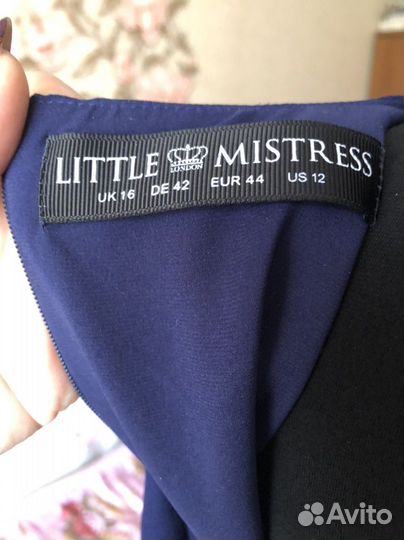 LITTLE LONDON MISTRESS
UK 16 DE 42 EUR 44 US 12
Avito